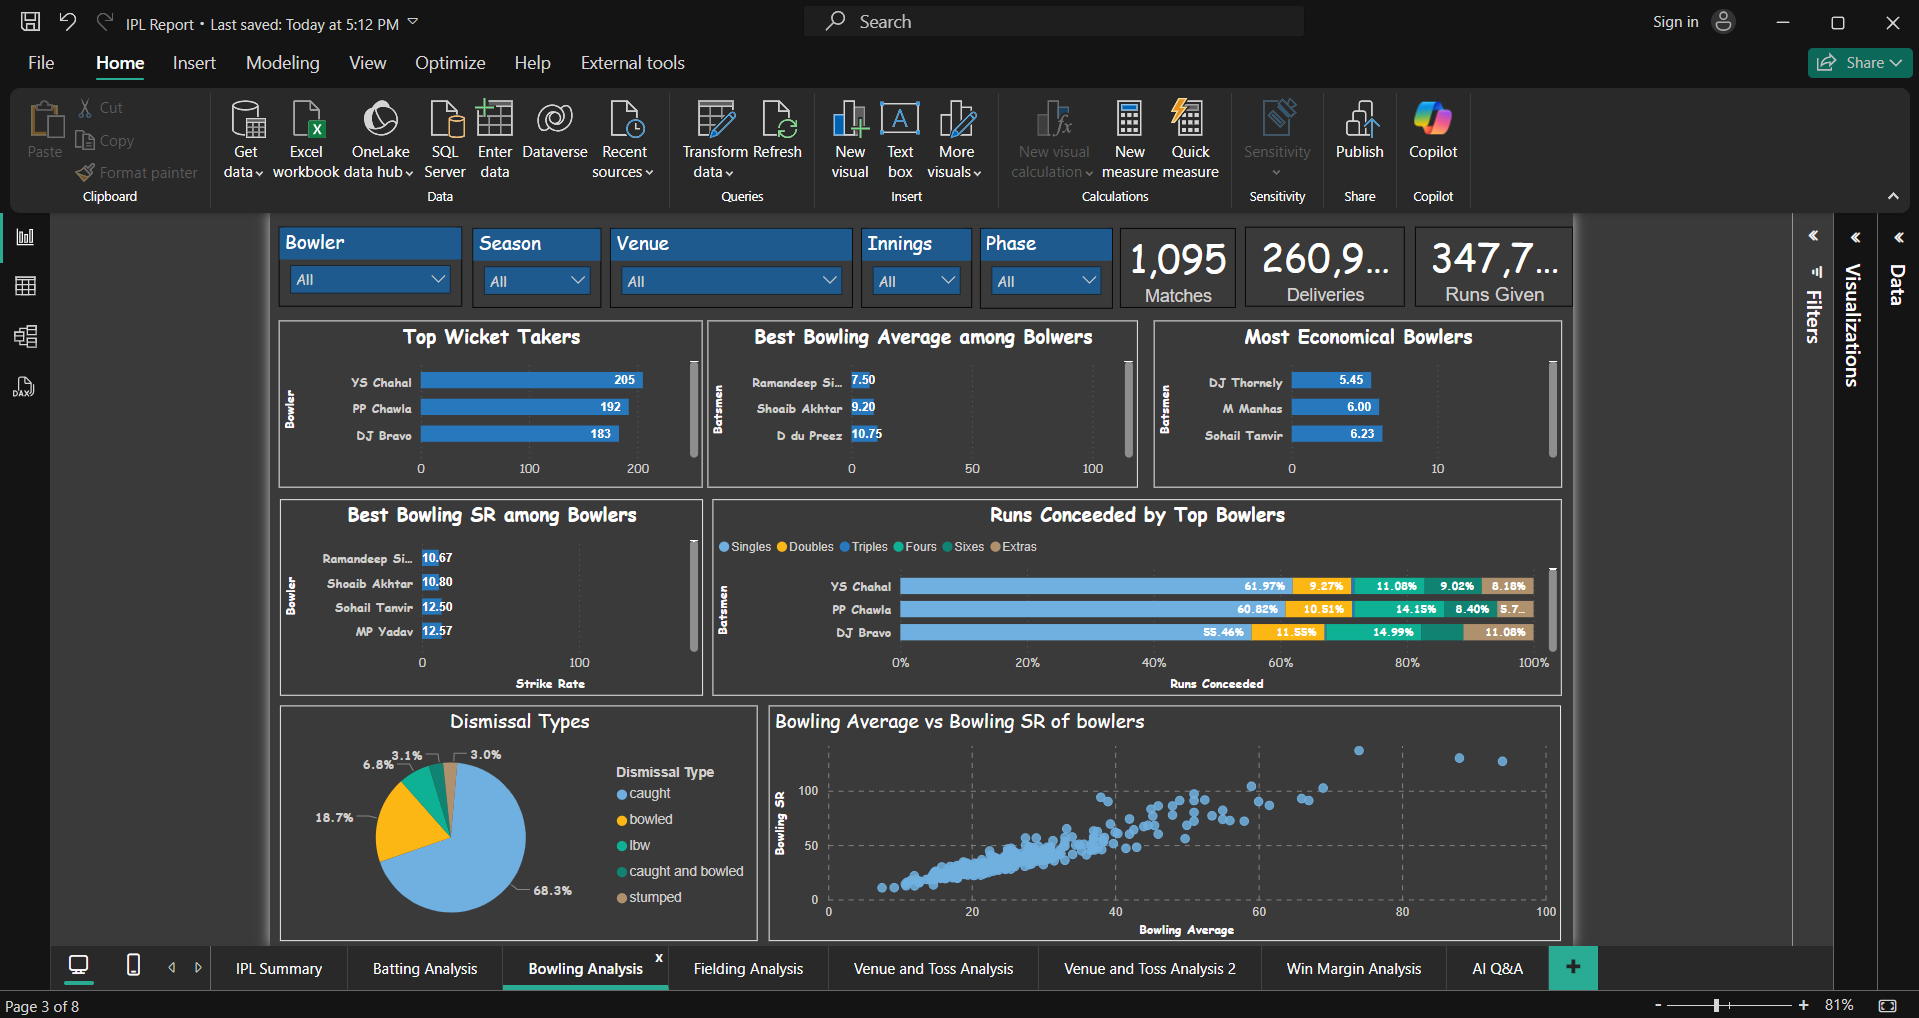 IPL Report • Last saved: Today at 5:12 PM
Search
Sign in
File
Home
Insert
Modeling
View
Optimize
Help
External tools
Share
Paste
Cut
Copy
Format painter
Clipboard
Get data
Excel workbook
OneLake data hub
SQL Server
Enter data
Dataverse
Recent sources
Data
Transform data
Refresh
Queries
New visual
Text box
More visuals
Insert
New visual calculation
New measure
Quick measure
Calculations
Sensitivity
Sensitivity
Publish
Share
Copilot
Copilot
DAX
Bowler
All
Season
All
Venue
All
Innings
All
Phase
All
1,095
Matches
260,9...
Deliveries
347,7...
Runs Given
Filters
Visualizations
Data
Top Wicket Takers
Bowler
YS Chahal 205
PP Chawla 192
DJ Bravo 183
0 100 200
Best Bowling Average among Bolwers
Batsmen
Ramandeep Si... 7.50
Shoaib Akhtar 9.20
D du Preez 10.75
0 50 100
Most Economical Bowlers
Batsmen
DJ Thornely 5.45
M Manhas 6.00
Sohail Tanvir 6.23
0 10
Best Bowling SR among Bowlers
Bowler
Ramandeep Si... 10.67
Shoaib Akhtar 10.80
Sohail Tanvir 12.50
MP Yadav 12.57
0 100
Strike Rate
Runs Conceeded by Top Bowlers
Singles Doubles Triples Fours Sixes Extras
Batsmen
YS Chahal 61.97% 9.27% 11.08% 9.02% 8.18%
PP Chawla 60.82% 10.51% 14.15% 8.40% 5.7...
DJ Bravo 55.46% 11.55% 14.99% 11.08%
0% 20% 40% 60% 80% 100%
Runs Conceeded
Dismissal Types
3.1% 3.0%
6.8%
18.7%
68.3%
Dismissal Type
caught
bowled
lbw
caught and bowled
stumped
Bowling Average vs Bowling SR of bowlers
Bowling SR
100
50
0
0 20 40 60 80 100
Bowling Average
IPL Summary
Batting Analysis
Bowling Analysis
x
Fielding Analysis
Venue and Toss Analysis
Venue and Toss Analysis 2
Win Margin Analysis
AI Q&A
+
Page 3 of 8
- + 81%